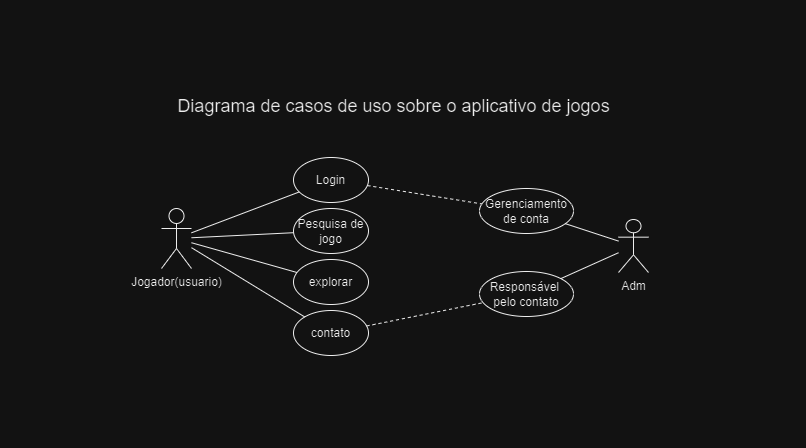 Diagrama de casos de uso sobre o aplicativo de jogos
Login
Gerenciamento
de conta
Pesquisa de
jogo
Jogador(usuario)
explorar
Responsável
pelo contato
Adm
contato